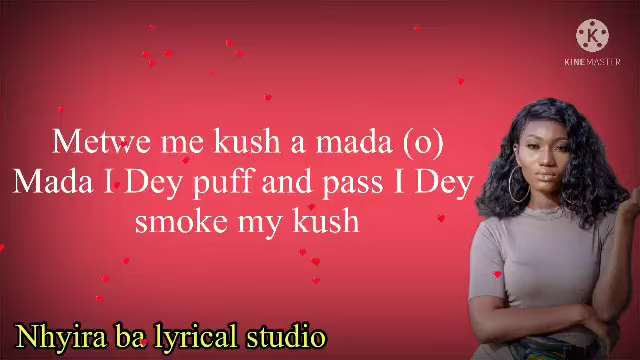 KINEMASTER
Metwe me kush a mada (o)
Mada I Dey puff and pass I Dey
smoke my kush
Nhyira ba lyrical studio